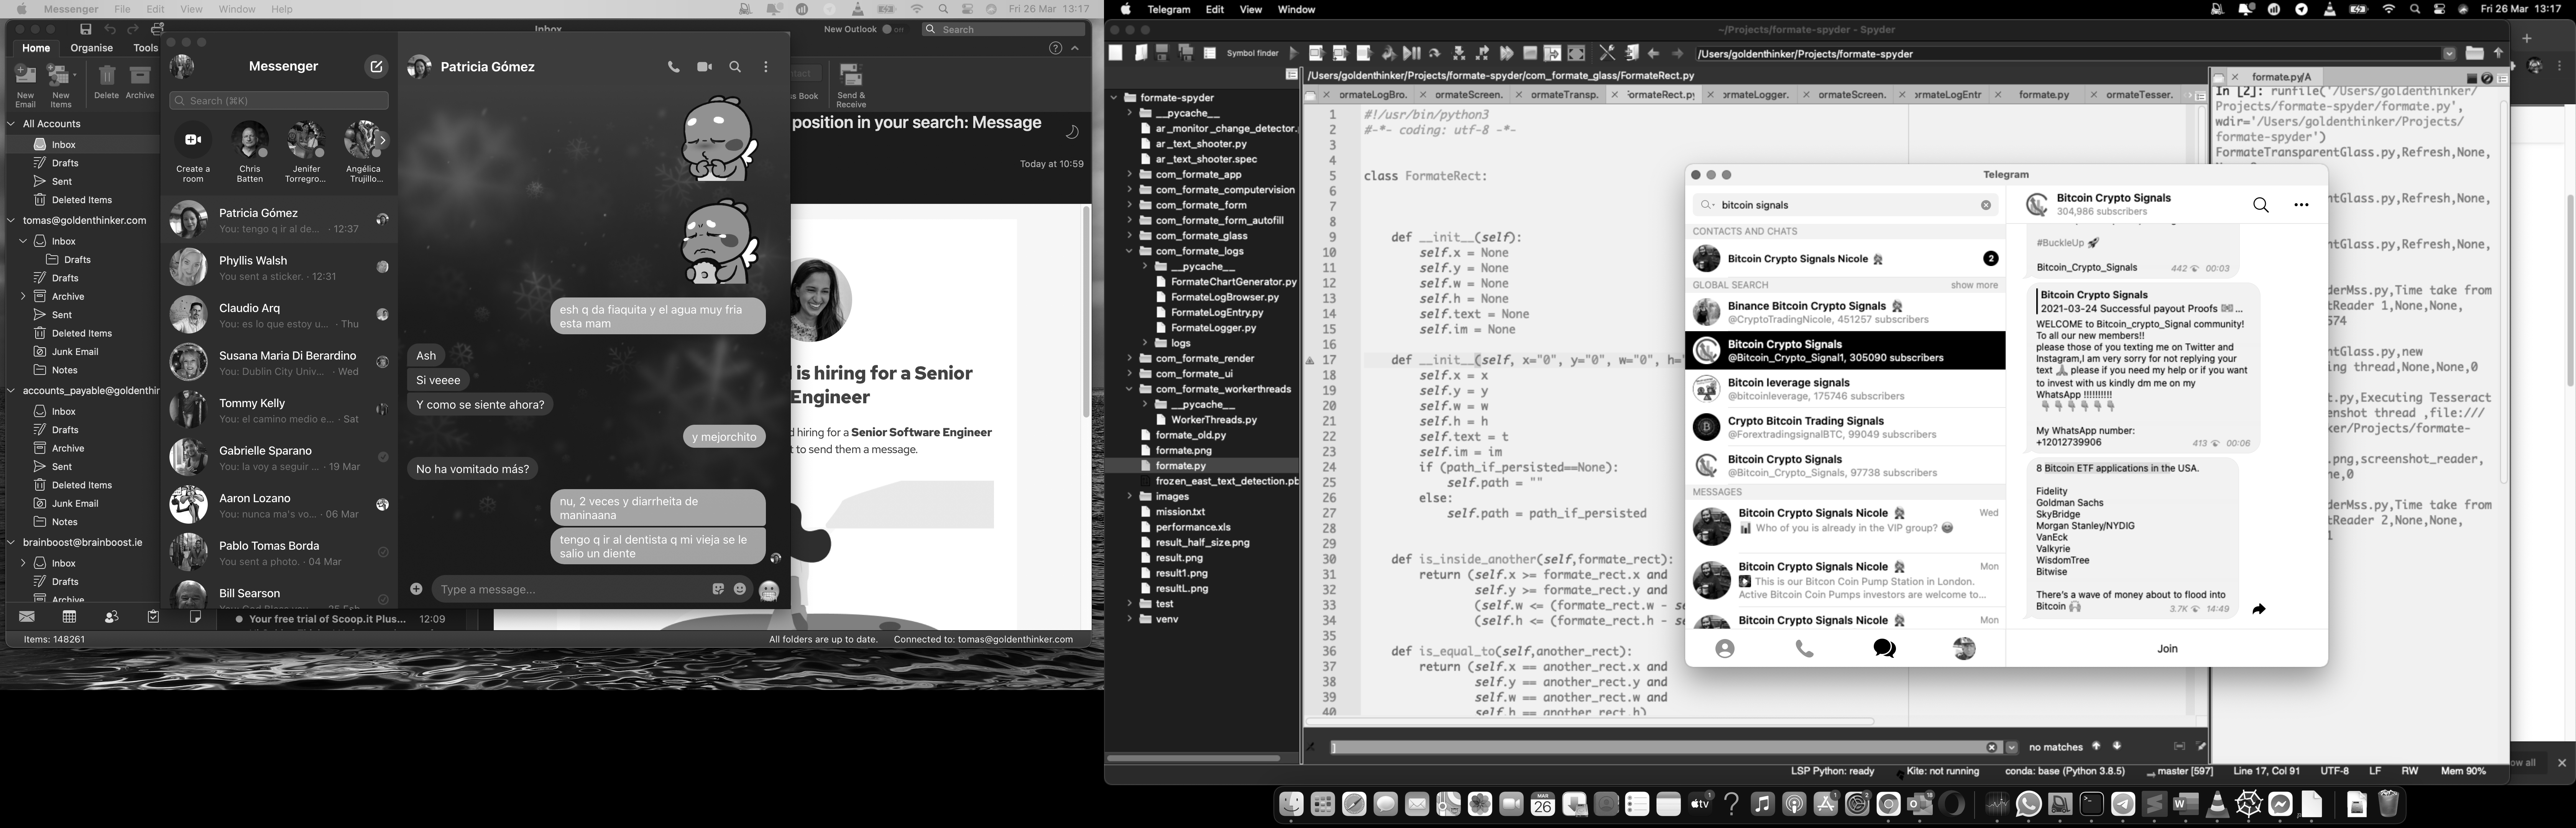 Messenger File Edit View Window Help
Fri 26 Mar 13:17
Inbox
New Outlook
Search
Home Organise Tools
New Email
New Items
Delete
Archive
Send & Receive
All Accounts
Inbox
Drafts
Sent
Deleted Items
tomas@goldenthinker.com
Inbox
Drafts
Drafts
Archive
Sent
Deleted Items
Junk Email
Notes
accounts_payable@goldenthin
Inbox
Drafts
Archive
Sent
Deleted Items
Junk Email
Notes
brainboost@brainboost.ie
Inbox
Drafts
Archive
Items: 148261
Messenger
Search (⌘K)
Create a room
Chris Batten
Jenifer Torregro...
Angélica Trujillo...
Patricia Gómez
You: tengo q ir al de... · 12:37
Phyllis Walsh
You sent a sticker. · 12:31
Claudio Arq
You: es lo que estoy u... · Thu
Susana Maria Di Berardino
You: Dublin City Univ... · Wed
Tommy Kelly
You: el camino medio e... · Sat
Gabrielle Sparano
You: la voy a seguir ... · 19 Mar
Aaron Lozano
You: nunca ma's vo... · 06 Mar
Pablo Tomas Borda
You sent a photo. · 04 Mar
Bill Searson
Your free trial of Scoop.it Plus... 12:09
Patricia Gómez
esh q da fiaquita y el agua muy fria
esta mam
Ash
Si veeee
Y como se siente ahora?
y mejorchito
No ha vomitado más?
nu, 2 veces y diarrheita de
maninaana
tengo q ir al dentista q mi vieja se le
salio un diente
Type a message...
position in your search: Message
Today at 10:59
is hiring for a Senior
Engineer
d hiring for a Senior Software Engineer
t to send them a message.
All folders are up to date. Connected to: tomas@goldenthinker.com
Telegram Edit View Window
Fri 26 Mar 13:17
~/Projects/formate-spyder - Spyder
Symbol finder
/Users/goldenthinker/Projects/formate-spyder
/Users/goldenthinker/Projects/formate-spyder/com_formate_glass/FormateRect.py
ormateLogBro. ormateScreen. ormateTransp. ormateRect.py ormateLogger. ormateScreen. ormateLogEntr formate.py ormateTesser.
formate-spyder
__pycache__
ar_monitor_change_detector.
ar_text_shooter.py
ar_text_shooter.spec
com_formate_app
com_formate_computervision
com_formate_form
com_formate_form_autofill
com_formate_glass
com_formate_logs
__pycache__
FormateChartGenerator.py
FormateLogBrowser.py
FormateLogEntry.py
FormateLogger.py
logs
com_formate_render
com_formate_ui
com_formate_workerthreads
__pycache__
WorkerThreads.py
formate_old.py
formate.png
formate.py
frozen_east_text_detection.pb
images
mission.txt
performance.xls
result_half_size.png
result.png
result1.png
resultL.png
test
venv
1 #!/usr/bin/python3
2 #-*- coding: utf-8 -*-
3
4
5 class FormateRect:
6
7
8
9 def __init__(self):
10 self.x = None
11 self.y = None
12 self.w = None
13 self.h = None
14 self.text = None
15 self.im = None
16
17 def __init__(self, x="0", y="0", w="0", h="
18 self.x = x
19 self.y = y
20 self.w = w
21 self.h = h
22 self.text = t
23 self.im = im
24 if (path_if_persisted==None):
25 self.path = ""
26 else:
27 self.path = path_if_persisted
28
29
30 def is_inside_another(self,formate_rect):
31 return (self.x >= formate_rect.x and
32 self.y >= formate_rect.y and
33 (self.w <= (formate_rect.w - se
34 (self.h <= (formate_rect.h - se
35
36 def is_equal_to(self,another_rect):
37 return (self.x == another_rect.x and
38 self.y == another_rect.y and
39 self.w == another_rect.w and
40 self.h == another_rect.h)
]
no matches
LSP Python: ready Kite: not running conda: base (Python 3.8.5) master [597] Line 17, Col 91 UTF-8 LF RW Mem 90%
formate.py/A
In [2]: runfile('/Users/goldenthinker/
Projects/formate-spyder/formate.py',
wdir='/Users/goldenthinker/Projects/
formate-spyder')
FormateTransparentGlass.py,Refresh,None,
ntGlass.py,Refresh,None,
ntGlass.py,Refresh,None,
derMss.py,Time take from
tReader 1,None,None,
574
ntGlass.py,new
ing thread,None,None,0
t.py,Executing Tesseract
enshot thread ,file:///
r/Projects/formate-
png,screenshot_reader,
ne,0
derMss.py,Time take from
tReader 2,None,None,
1
Telegram
bitcoin signals
CONTACTS AND CHATS
Bitcoin Crypto Signals Nicole
2
GLOBAL SEARCH show more
Binance Bitcoin Crypto Signals
@CryptoTradingNicole, 451257 subscribers
Bitcoin Crypto Signals
@Bitcoin_Crypto_Signal1, 305090 subscribers
Bitcoin leverage signals
@bitcoinleverage, 175746 subscribers
Crypto Bitcoin Trading Signals
@ForextradingsignalBTC, 99049 subscribers
Bitcoin Crypto Signals
@Bitcoin_Crypto_Signals, 97738 subscribers
MESSAGES
Bitcoin Crypto Signals Nicole Wed
Who of you is already in the VIP group?
Bitcoin Crypto Signals Nicole Mon
This is our Bitcon Coin Pump Station in London.
Active Bitcoin Coin Pumps investors are welcome to...
Bitcoin Crypto Signals Nicole Mon
Bitcoin Crypto Signals
304,986 subscribers
#BuckleUp 🚀
Bitcoin_Crypto_Signals 442 00:03
Bitcoin Crypto Signals
2021-03-24 Successful payout Proofs ...
WELCOME to Bitcoin_crypto_Signal community!
To all our new members!!
please those of you texting me on Twitter and
Instagram,I am very sorry for not replying your
text 🙏 please if you need my help or if you want
to invest with us kindly dm me on my
WhatsApp !!!!!!!!!!
👇👇👇👇👇👇
My WhatsApp number:
+12012739906 413 00:06
8 Bitcoin ETF applications in the USA.
Fidelity
Goldman Sachs
SkyBridge
Morgan Stanley/NYDIG
VanEck
Valkyrie
WisdomTree
Bitwise
There's a wave of money about to flood into
Bitcoin 3.7K 14:49
Join
MAR
26
tv